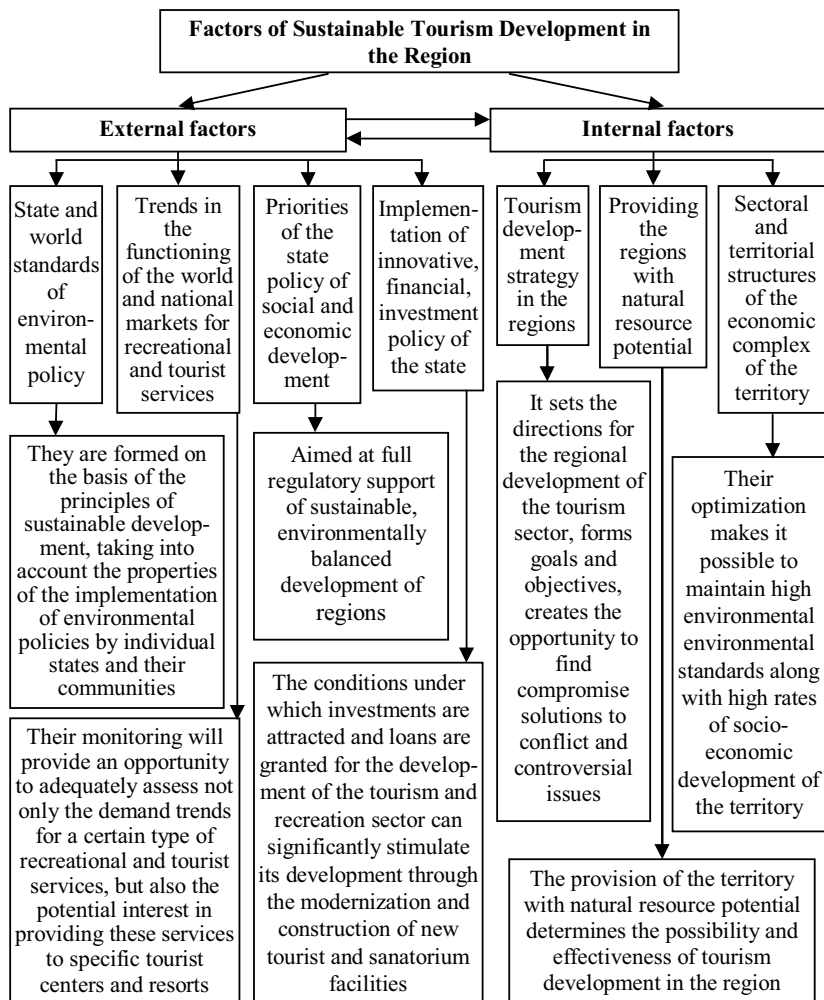 Factors of Sustainable Tourism Development in
the Region
External factors
Internal factors
State and
world
standards
of
environ-
mental
policy
Trends in
the
functioning
of the world
and national
markets for
recreational
and tourist
services
Priorities
of the
state
policy of
social and
economic
develop-
ment
Implemen-
tation of
innovative,
financial,
investment
policy of
the state
Tourism
develop-
ment
strategy in
the
regions
Providing
the
regions
with
natural
resource
potential
Sectoral
and
territorial
structures
of the
economic
complex
of the
territory
They are formed on
the basis of the
principles of
sustainable develop-
ment, taking into
account the properties
of the implementation
of environmental
policies by individual
states and their
communities
Aimed at full
regulatory support
of sustainable,
environmentally
balanced
development of
regions
It sets the
directions for
the regional
development of
the tourism
sector, forms
goals and
objectives,
creates the
opportunity to
find
compromise
solutions to
conflict and
controversial
issues
Their
optimization
makes it
possible to
maintain high
environmental
environmental
standards along
with high rates
of socio-
economic
development of
the territory
Their monitoring will
provide an opportunity
to adequately assess not
only the demand trends
for a certain type of
recreational and tourist
services, but also the
potential interest in
providing these services
to specific tourist
centers and resorts
The conditions under
which investments are
attracted and loans are
granted for the develop-
ment of the tourism and
recreation sector can
significantly stimulate
its development through
the modernization and
construction of new
tourist and sanatorium
facilities
The provision of the territory
with natural resource potential
determines the possibility and
effectiveness of tourism
development in the region